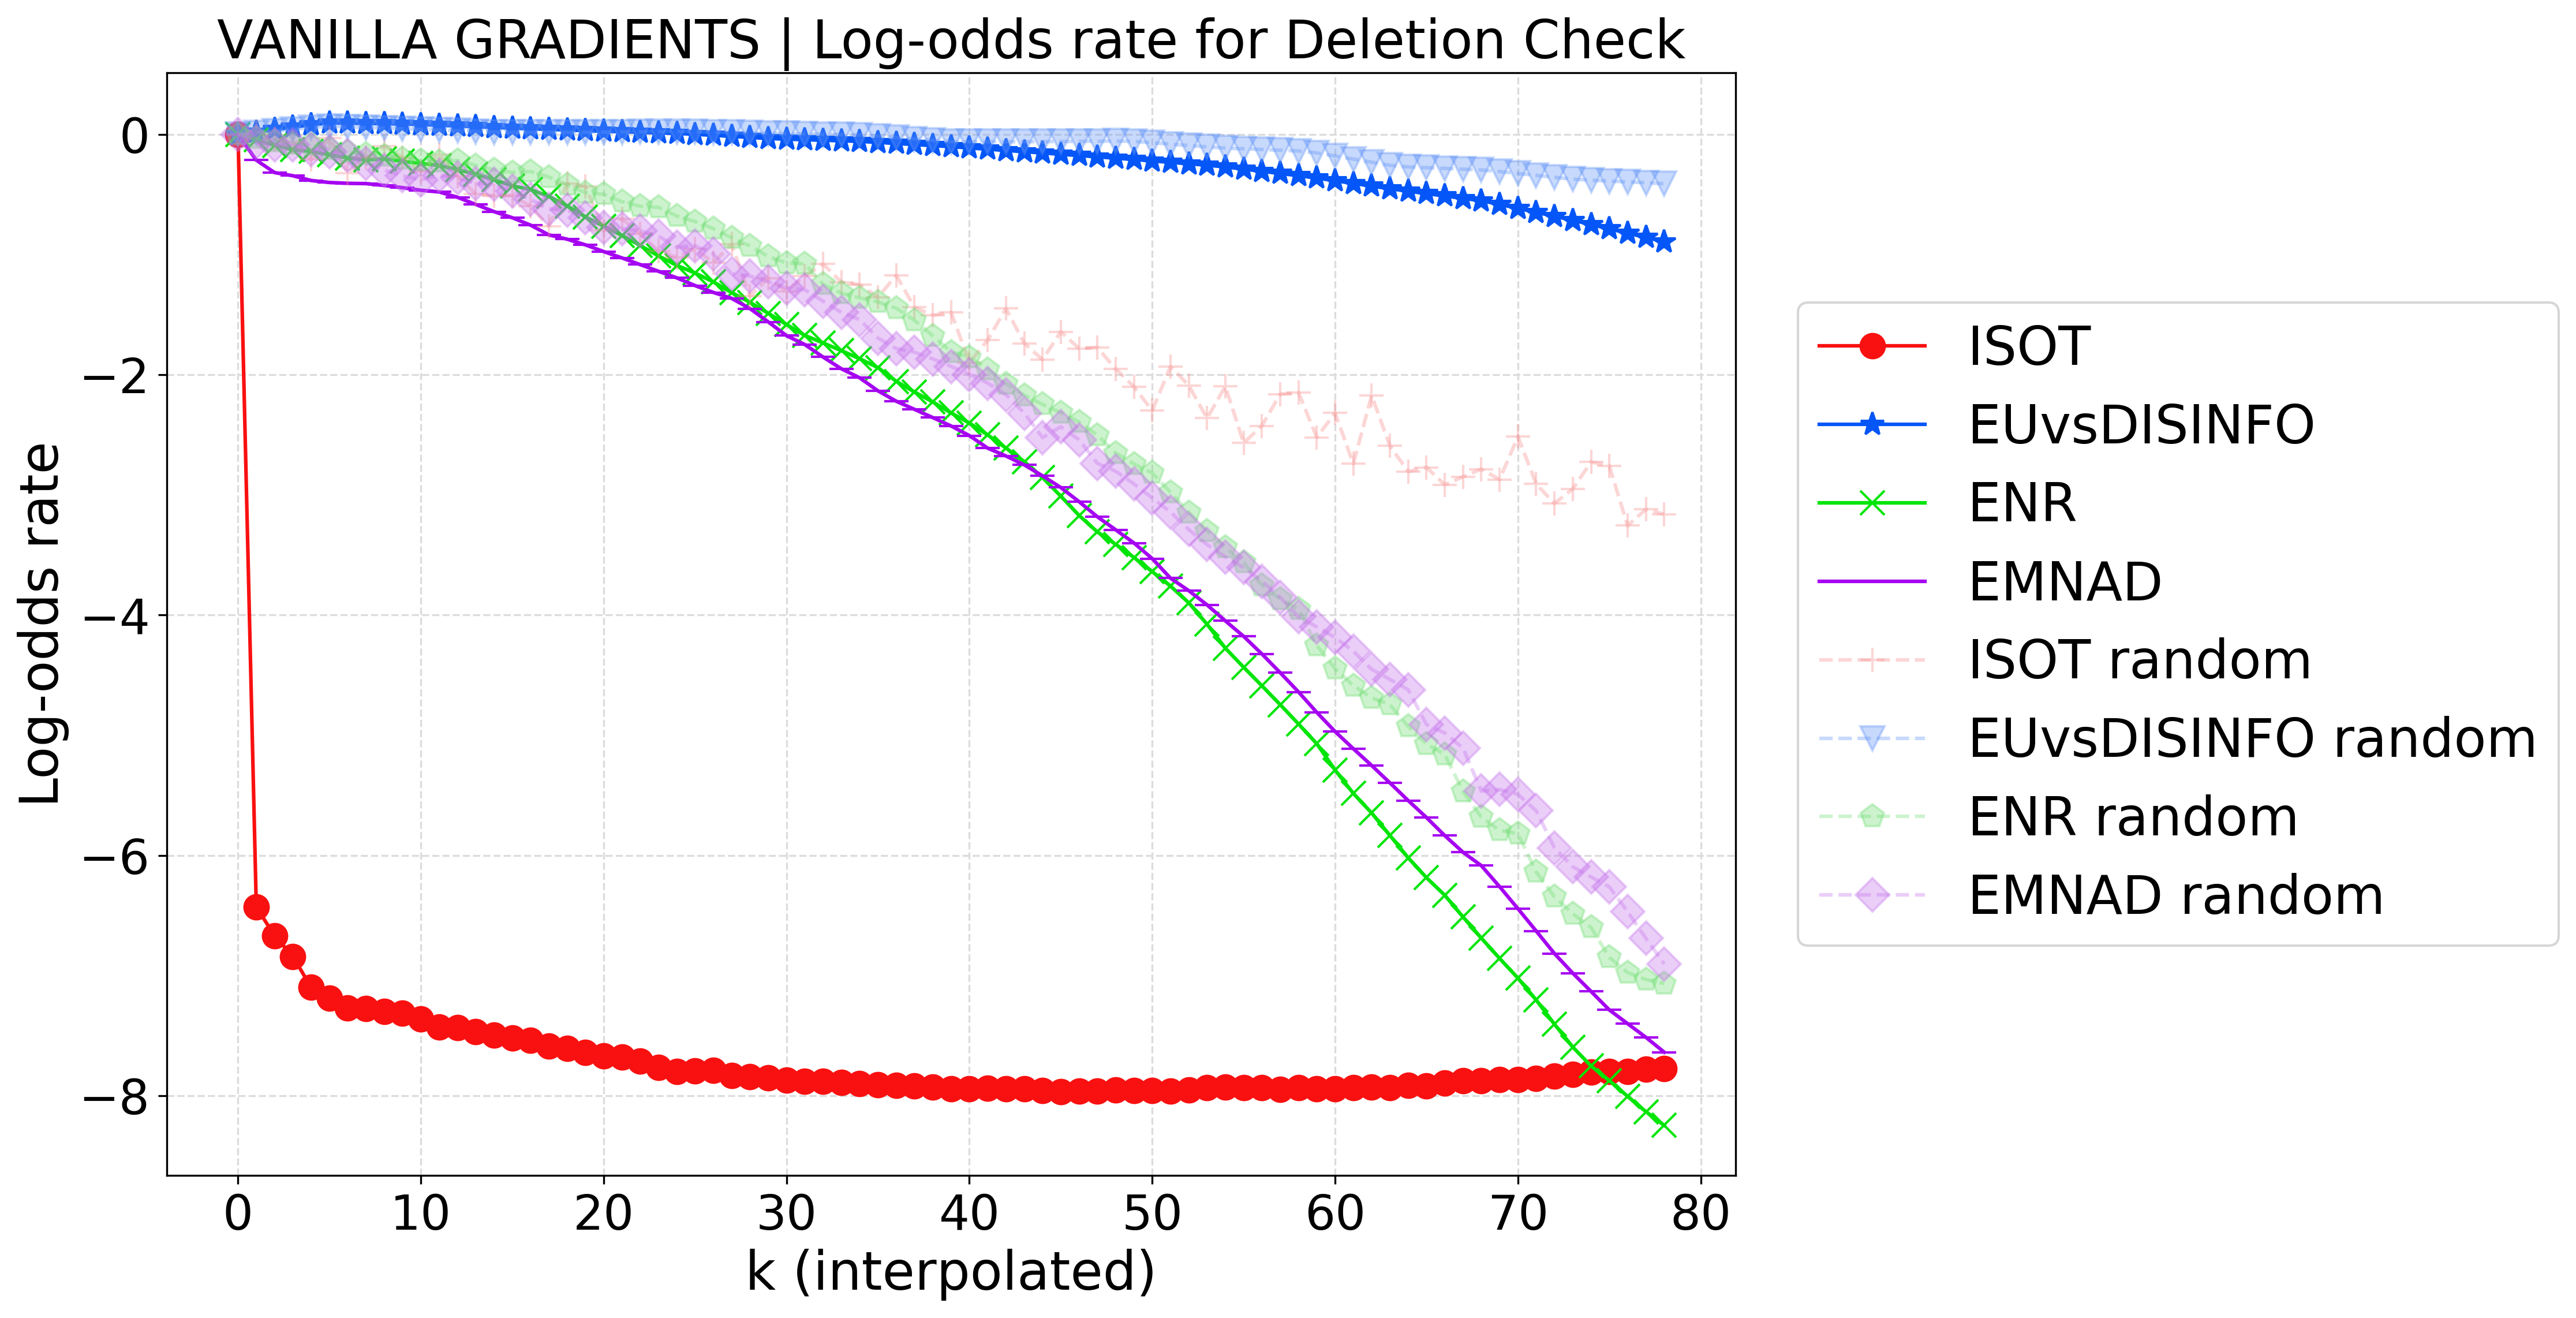 VANILLA GRADIENTS | Log-odds rate for Deletion Check
Log-odds rate
0
−2
−4
−6
−8
0 10 20 30 40 50 60 70 80
k (interpolated)
ISOT
EUvsDISINFO
ENR
EMNAD
ISOT random
EUvsDISINFO random
ENR random
EMNAD random